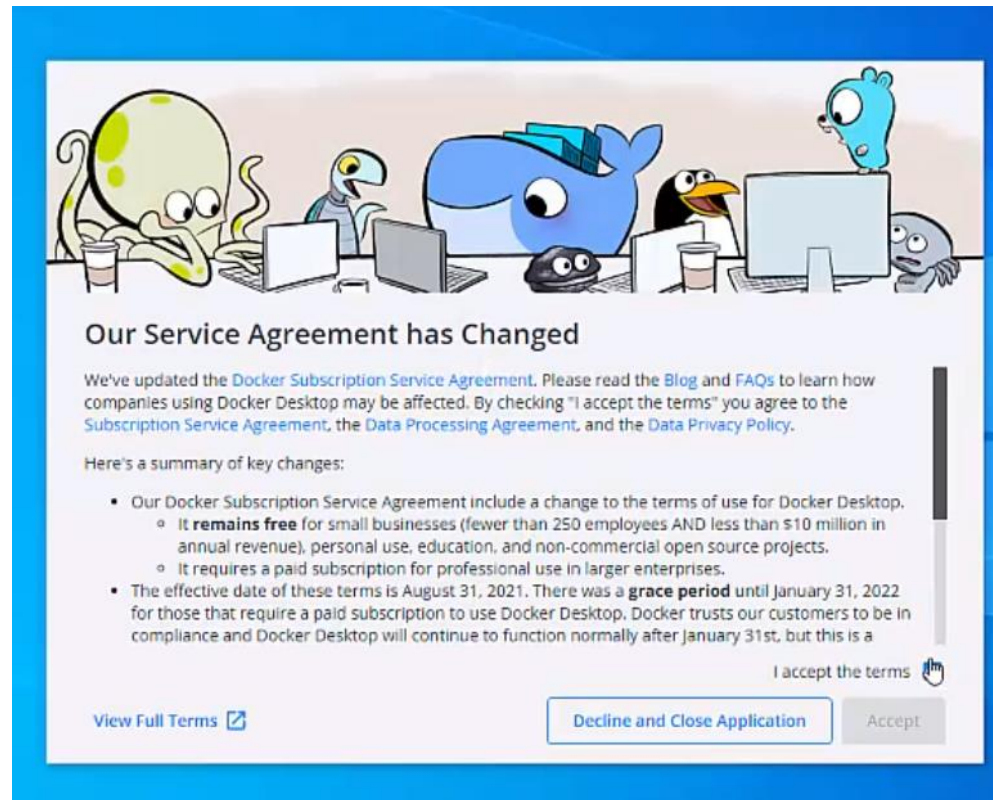 Our Service Agreement has Changed
We've updated the Docker Subscription Service Agreement. Please read the Blog and FAQs to learn how
companies using Docker Desktop may be affected. By checking "I accept the terms" you agree to the
Subscription Service Agreement, the Data Processing Agreement, and the Data Privacy Policy.
Here's a summary of key changes:
• Our Docker Subscription Service Agreement include a change to the terms of use for Docker Desktop.
◦ It remains free for small businesses (fewer than 250 employees AND less than $10 million in
annual revenue), personal use, education, and non-commercial open source projects.
◦ It requires a paid subscription for professional use in larger enterprises.
• The effective date of these terms is August 31, 2021. There was a grace period until January 31, 2022
for those that require a paid subscription to use Docker Desktop. Docker trusts our customers to be in
compliance and Docker Desktop will continue to function normally after January 31st, but this is a
I accept the terms
View Full Terms
Decline and Close Application
Accept